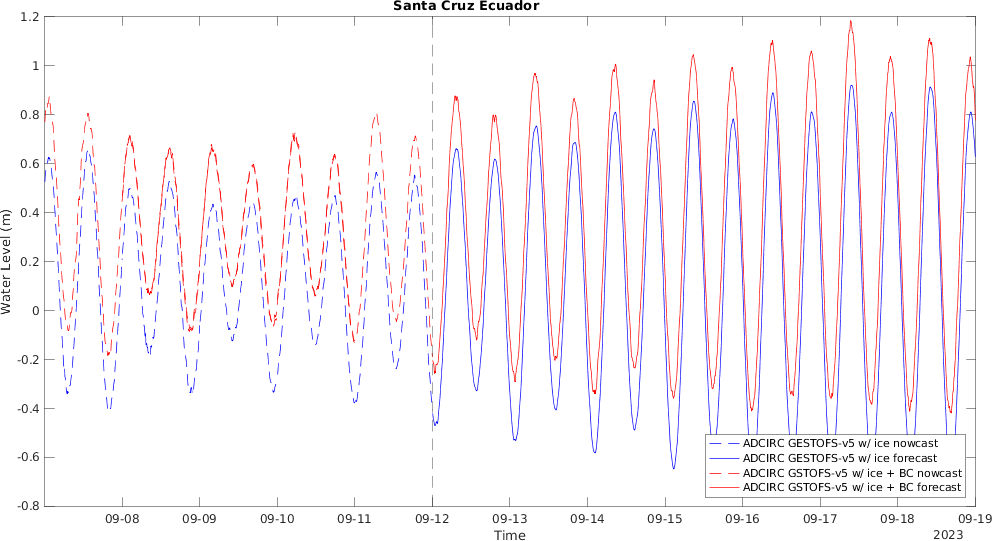 Santa Cruz Ecuador
Water Level (m)
1.2
1
0.8
0.6
0.4
0.2
0
-0.2
-0.4
-0.6
-0.8
ADCIRC GESTOFS-v5 w/ ice nowcast
ADCIRC GESTOFS-v5 w/ ice forecast
ADCIRC GSTOFS-v5 w/ ice + BC nowcast
ADCIRC GSTOFS-v5 w/ ice + BC forecast
09-08 09-09 09-10 09-11 09-12 09-13 09-14 09-15 09-16 09-17 09-18 09-19
Time
2023